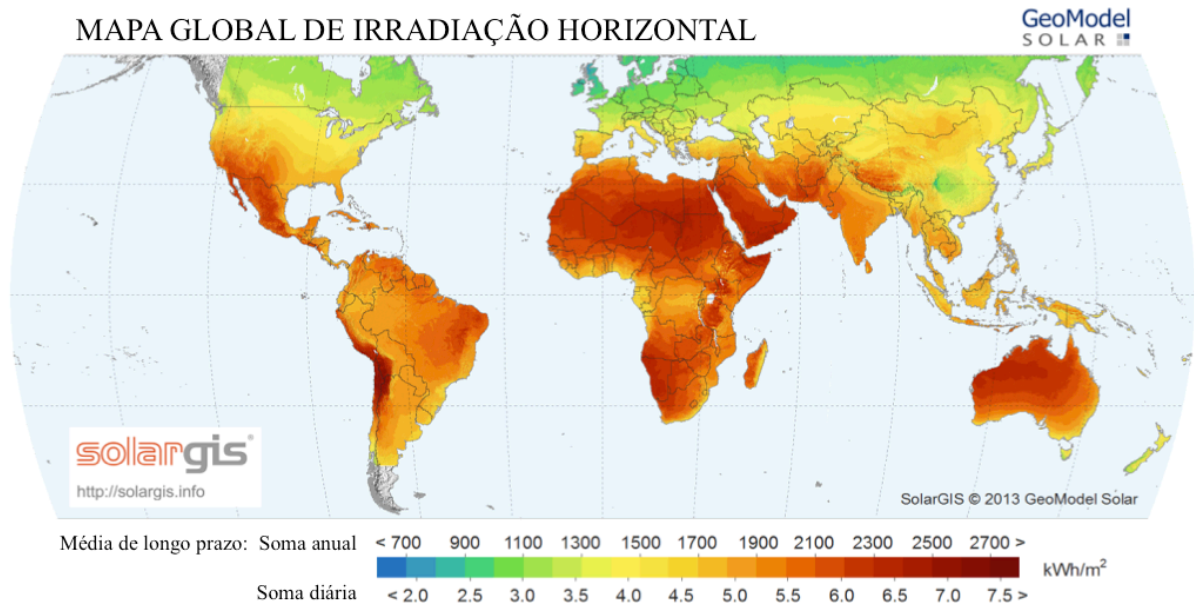 MAPA GLOBAL DE IRRADIAÇÃO HORIZONTAL
GeoModel
SOLAR
solargis®
http://solargis.info
SolarGIS © 2013 GeoModel Solar
Média de longo prazo: Soma anual < 700 900 1100 1300 1500 1700 1900 2100 2300 2500 2700 > kWh/m²
Soma diária < 2.0 2.5 3.0 3.5 4.0 4.5 5.0 5.5 6.0 6.5 7.0 7.5 >